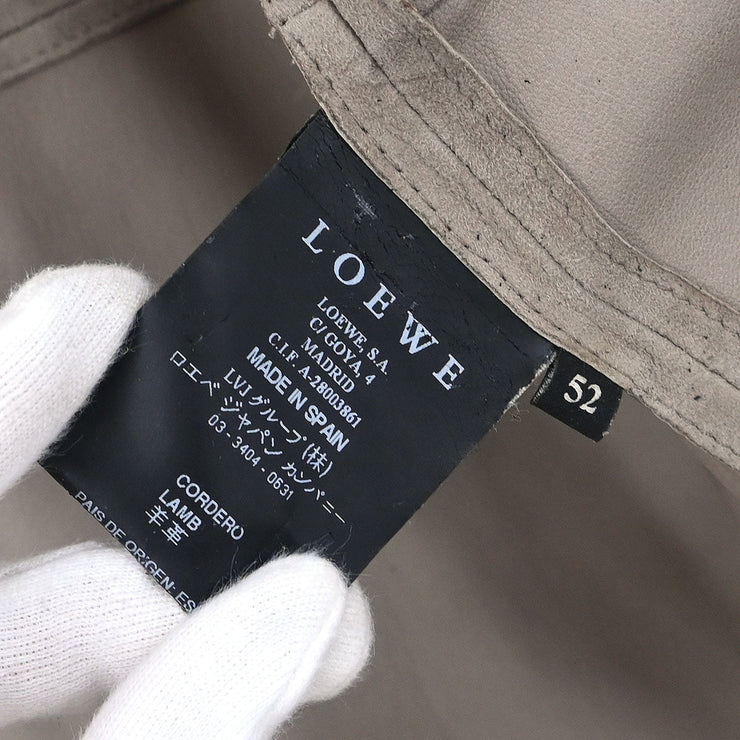 LOEWE
LOEWE, S.A.
C/ GOYA, 4
MADRID
C.I.F A-28003861
MADE IN SPAIN
LVJ グループ (株)
ロエベ ジャパン カンパニー
03-3404-0631
CORDERO
LAMB
羊革
PAIS DE ORIGEN: ES
52